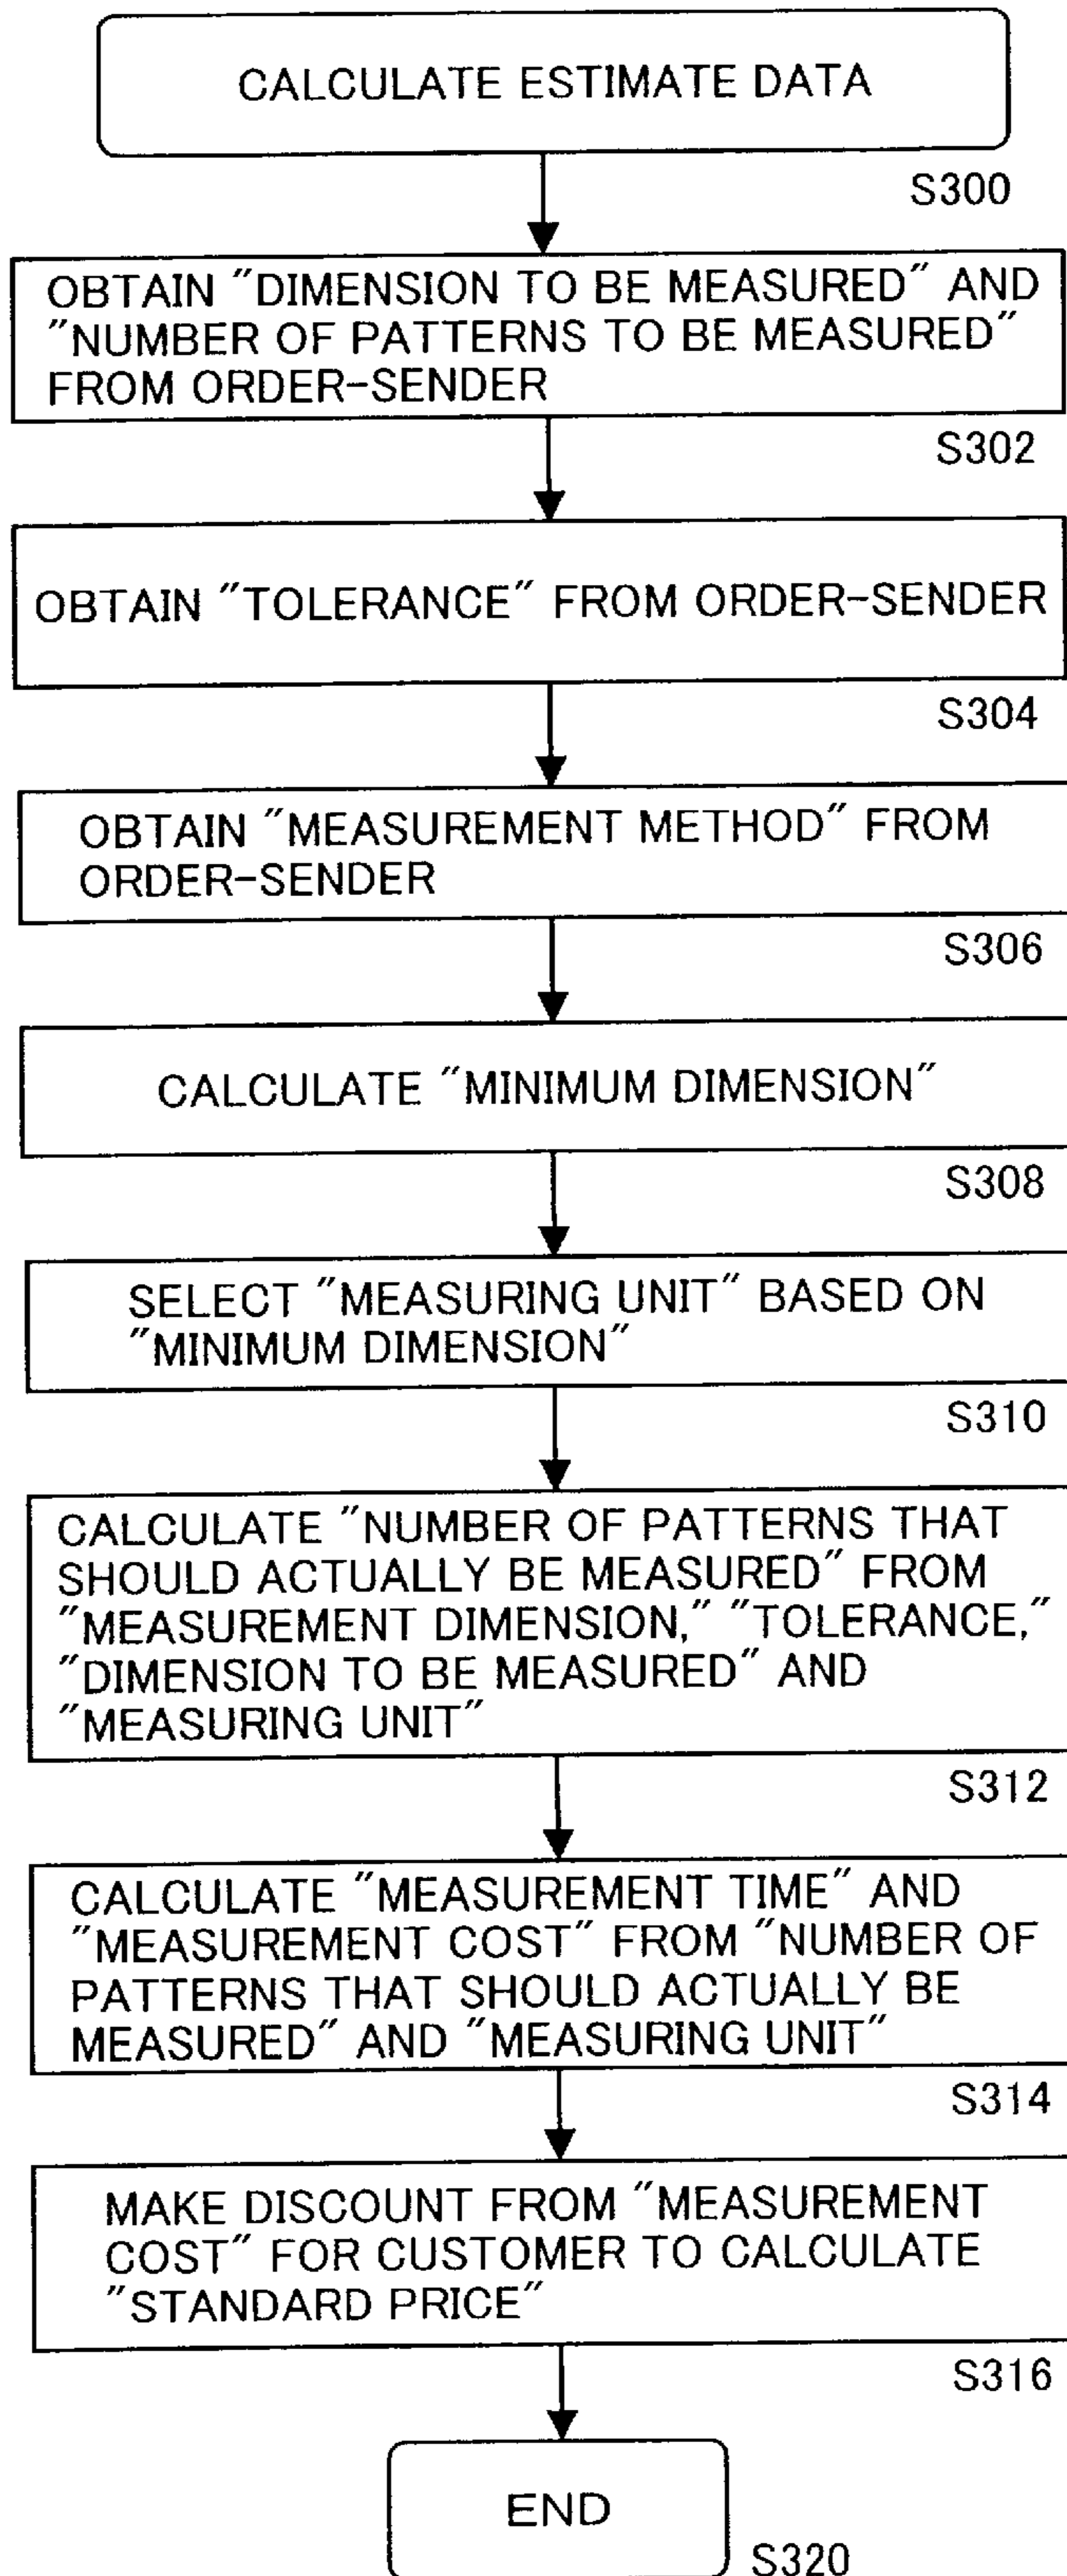 CALCULATE ESTIMATE DATA
S300
OBTAIN "DIMENSION TO BE MEASURED" AND
"NUMBER OF PATTERNS TO BE MEASURED"
FROM ORDER-SENDER
S302
OBTAIN "TOLERANCE" FROM ORDER-SENDER
S304
OBTAIN "MEASUREMENT METHOD" FROM
ORDER-SENDER
S306
CALCULATE "MINIMUM DIMENSION"
S308
SELECT "MEASURING UNIT" BASED ON
"MINIMUM DIMENSION"
S310
CALCULATE "NUMBER OF PATTERNS THAT
SHOULD ACTUALLY BE MEASURED" FROM
"MEASUREMENT DIMENSION," "TOLERANCE,"
"DIMENSION TO BE MEASURED" AND
"MEASURING UNIT"
S312
CALCULATE "MEASUREMENT TIME" AND
"MEASUREMENT COST" FROM "NUMBER OF
PATTERNS THAT SHOULD ACTUALLY BE
MEASURED" AND "MEASURING UNIT"
S314
MAKE DISCOUNT FROM "MEASUREMENT
COST" FOR CUSTOMER TO CALCULATE
"STANDARD PRICE"
S316
END
S320